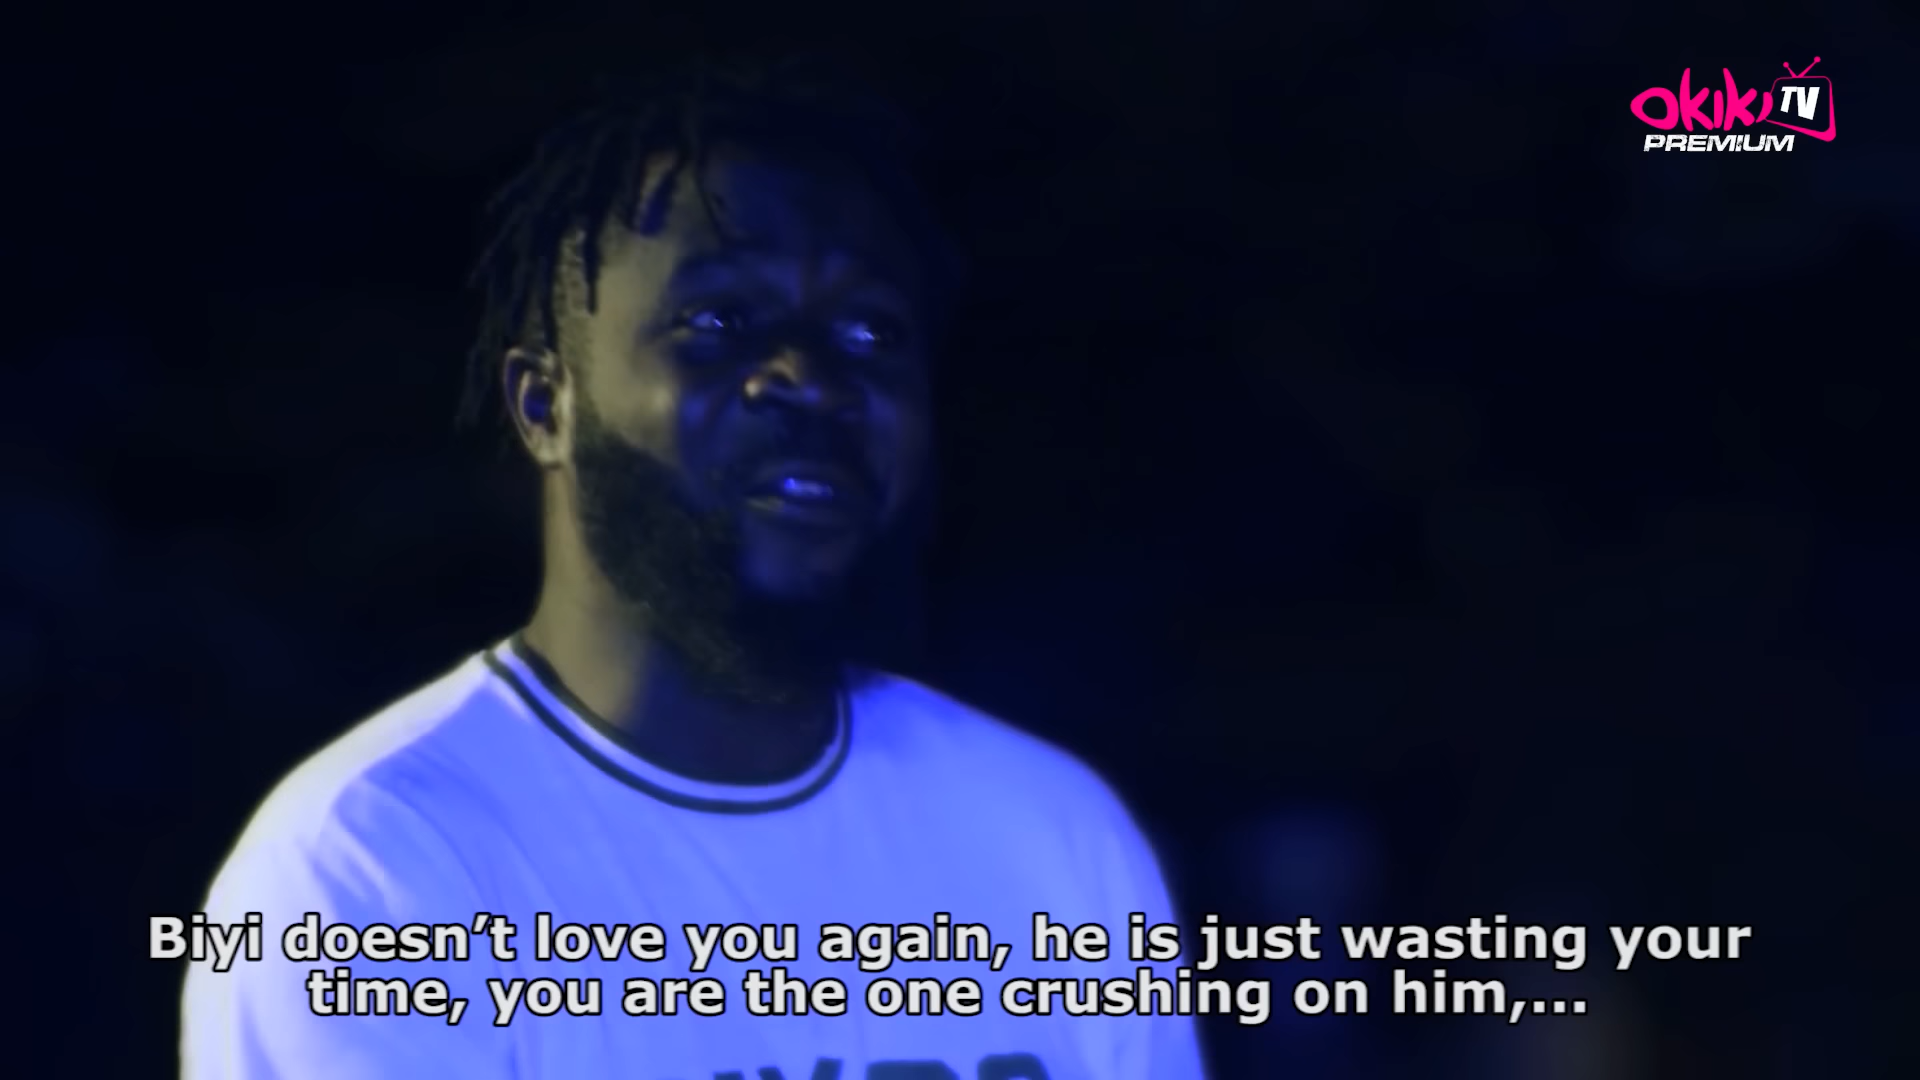 OKIKI TV
PREMIUM
Biyi doesn’t love you again, he is just wasting your
time, you are the one crushing on him,...